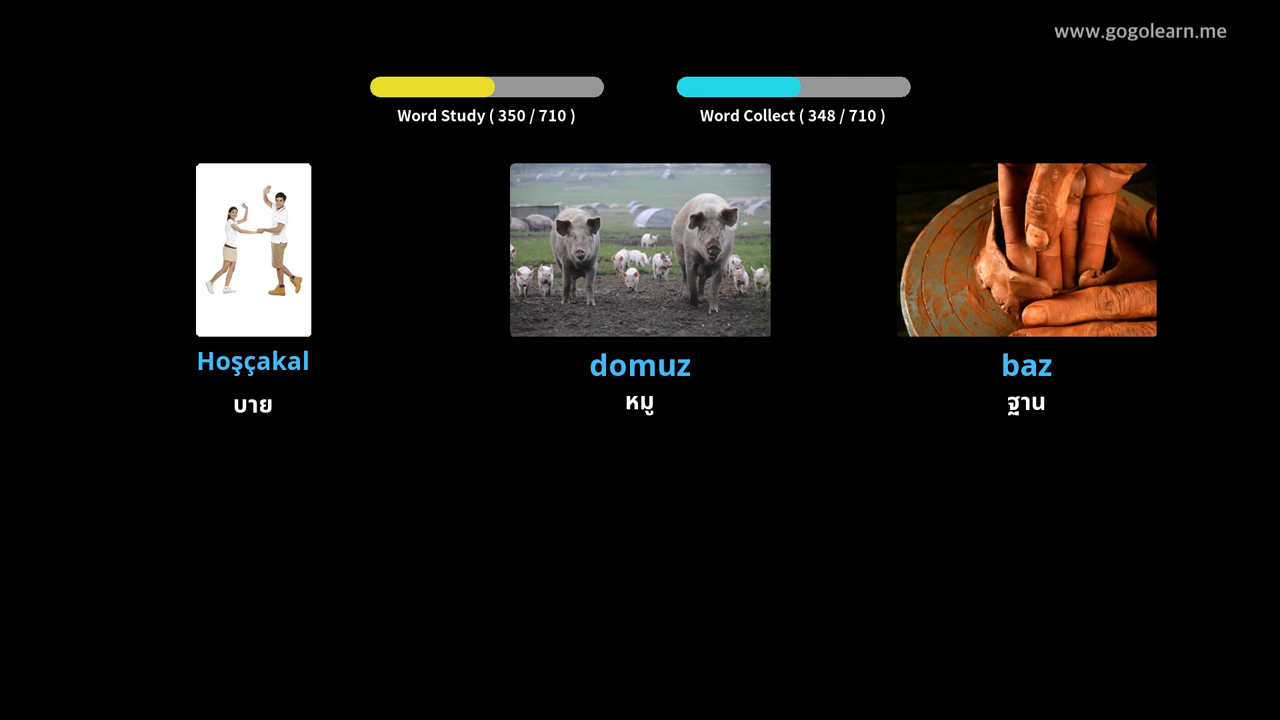 www.gogolearn.me
Word Study ( 350 / 710 )
Word Collect ( 348 / 710 )
Hoşçakal
บาย
domuz
หมู
baz
ฐาน